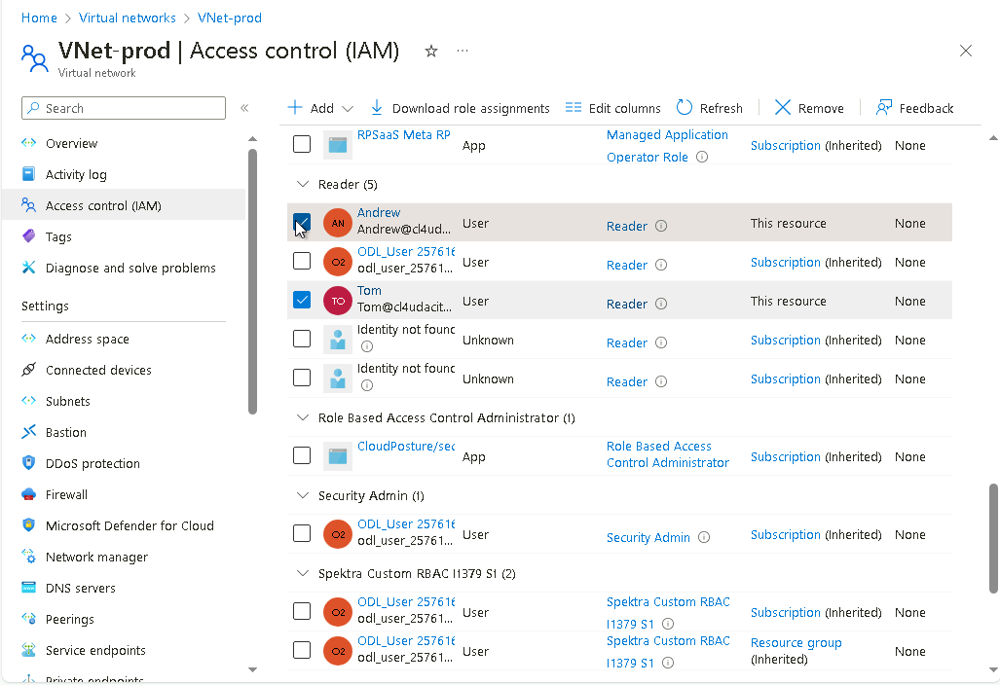 Home > Virtual networks > VNet-prod
VNet-prod | Access control (IAM)
Virtual network
Search
Add
Download role assignments
Edit columns
Refresh
Remove
Feedback
Overview
Activity log
Access control (IAM)
Tags
Diagnose and solve problems
Settings
Address space
Connected devices
Subnets
Bastion
DDoS protection
Firewall
Microsoft Defender for Cloud
Network manager
DNS servers
Peerings
Service endpoints
Private endpoints
RPSaaS Meta RP App Managed Application Subscription (Inherited) None
Operator Role
Reader (5)
AN Andrew User Reader This resource None
Andrew@cl4ud...
O2 ODL_User 257616 User Reader Subscription (Inherited) None
odl_user_25761...
TO Tom User Reader This resource None
Tom@cl4udacit...
Identity not found Unknown Reader Subscription (Inherited) None
Identity not found Unknown Reader Subscription (Inherited) None
Role Based Access Control Administrator (1)
CloudPosture/sec App Role Based Access Subscription (Inherited) None
Control Administrator
Security Admin (1)
O2 ODL_User 257616 User Security Admin Subscription (Inherited) None
odl_user_25761...
Spektra Custom RBAC I1379 S1 (2)
O2 ODL_User 257616 User Spektra Custom RBAC Subscription (Inherited) None
odl_user_25761... I1379 S1
O2 ODL_User 257616 User Spektra Custom RBAC Resource group None
odl_user_25761... I1379 S1 (Inherited)